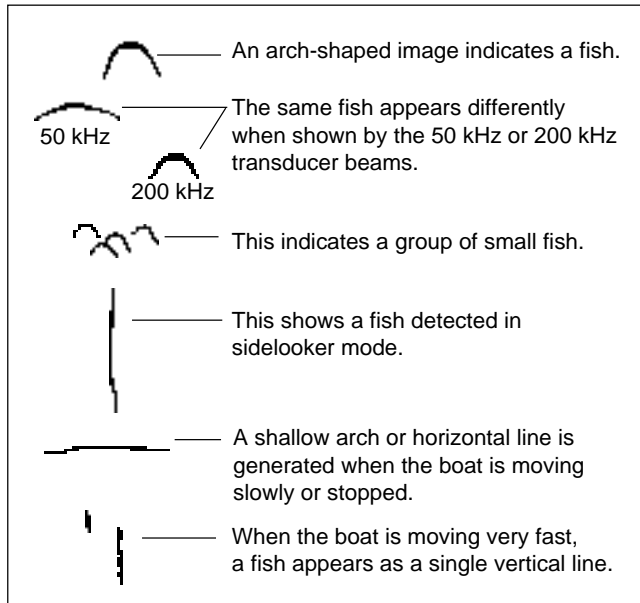 An arch-shaped image indicates a fish.
The same fish appears differently
when shown by the 50 kHz or 200 kHz
transducer beams.
50 kHz
200 kHz
This indicates a group of small fish.
This shows a fish detected in
sidelooker mode.
A shallow arch or horizontal line is
generated when the boat is moving
slowly or stopped.
When the boat is moving very fast,
a fish appears as a single vertical line.